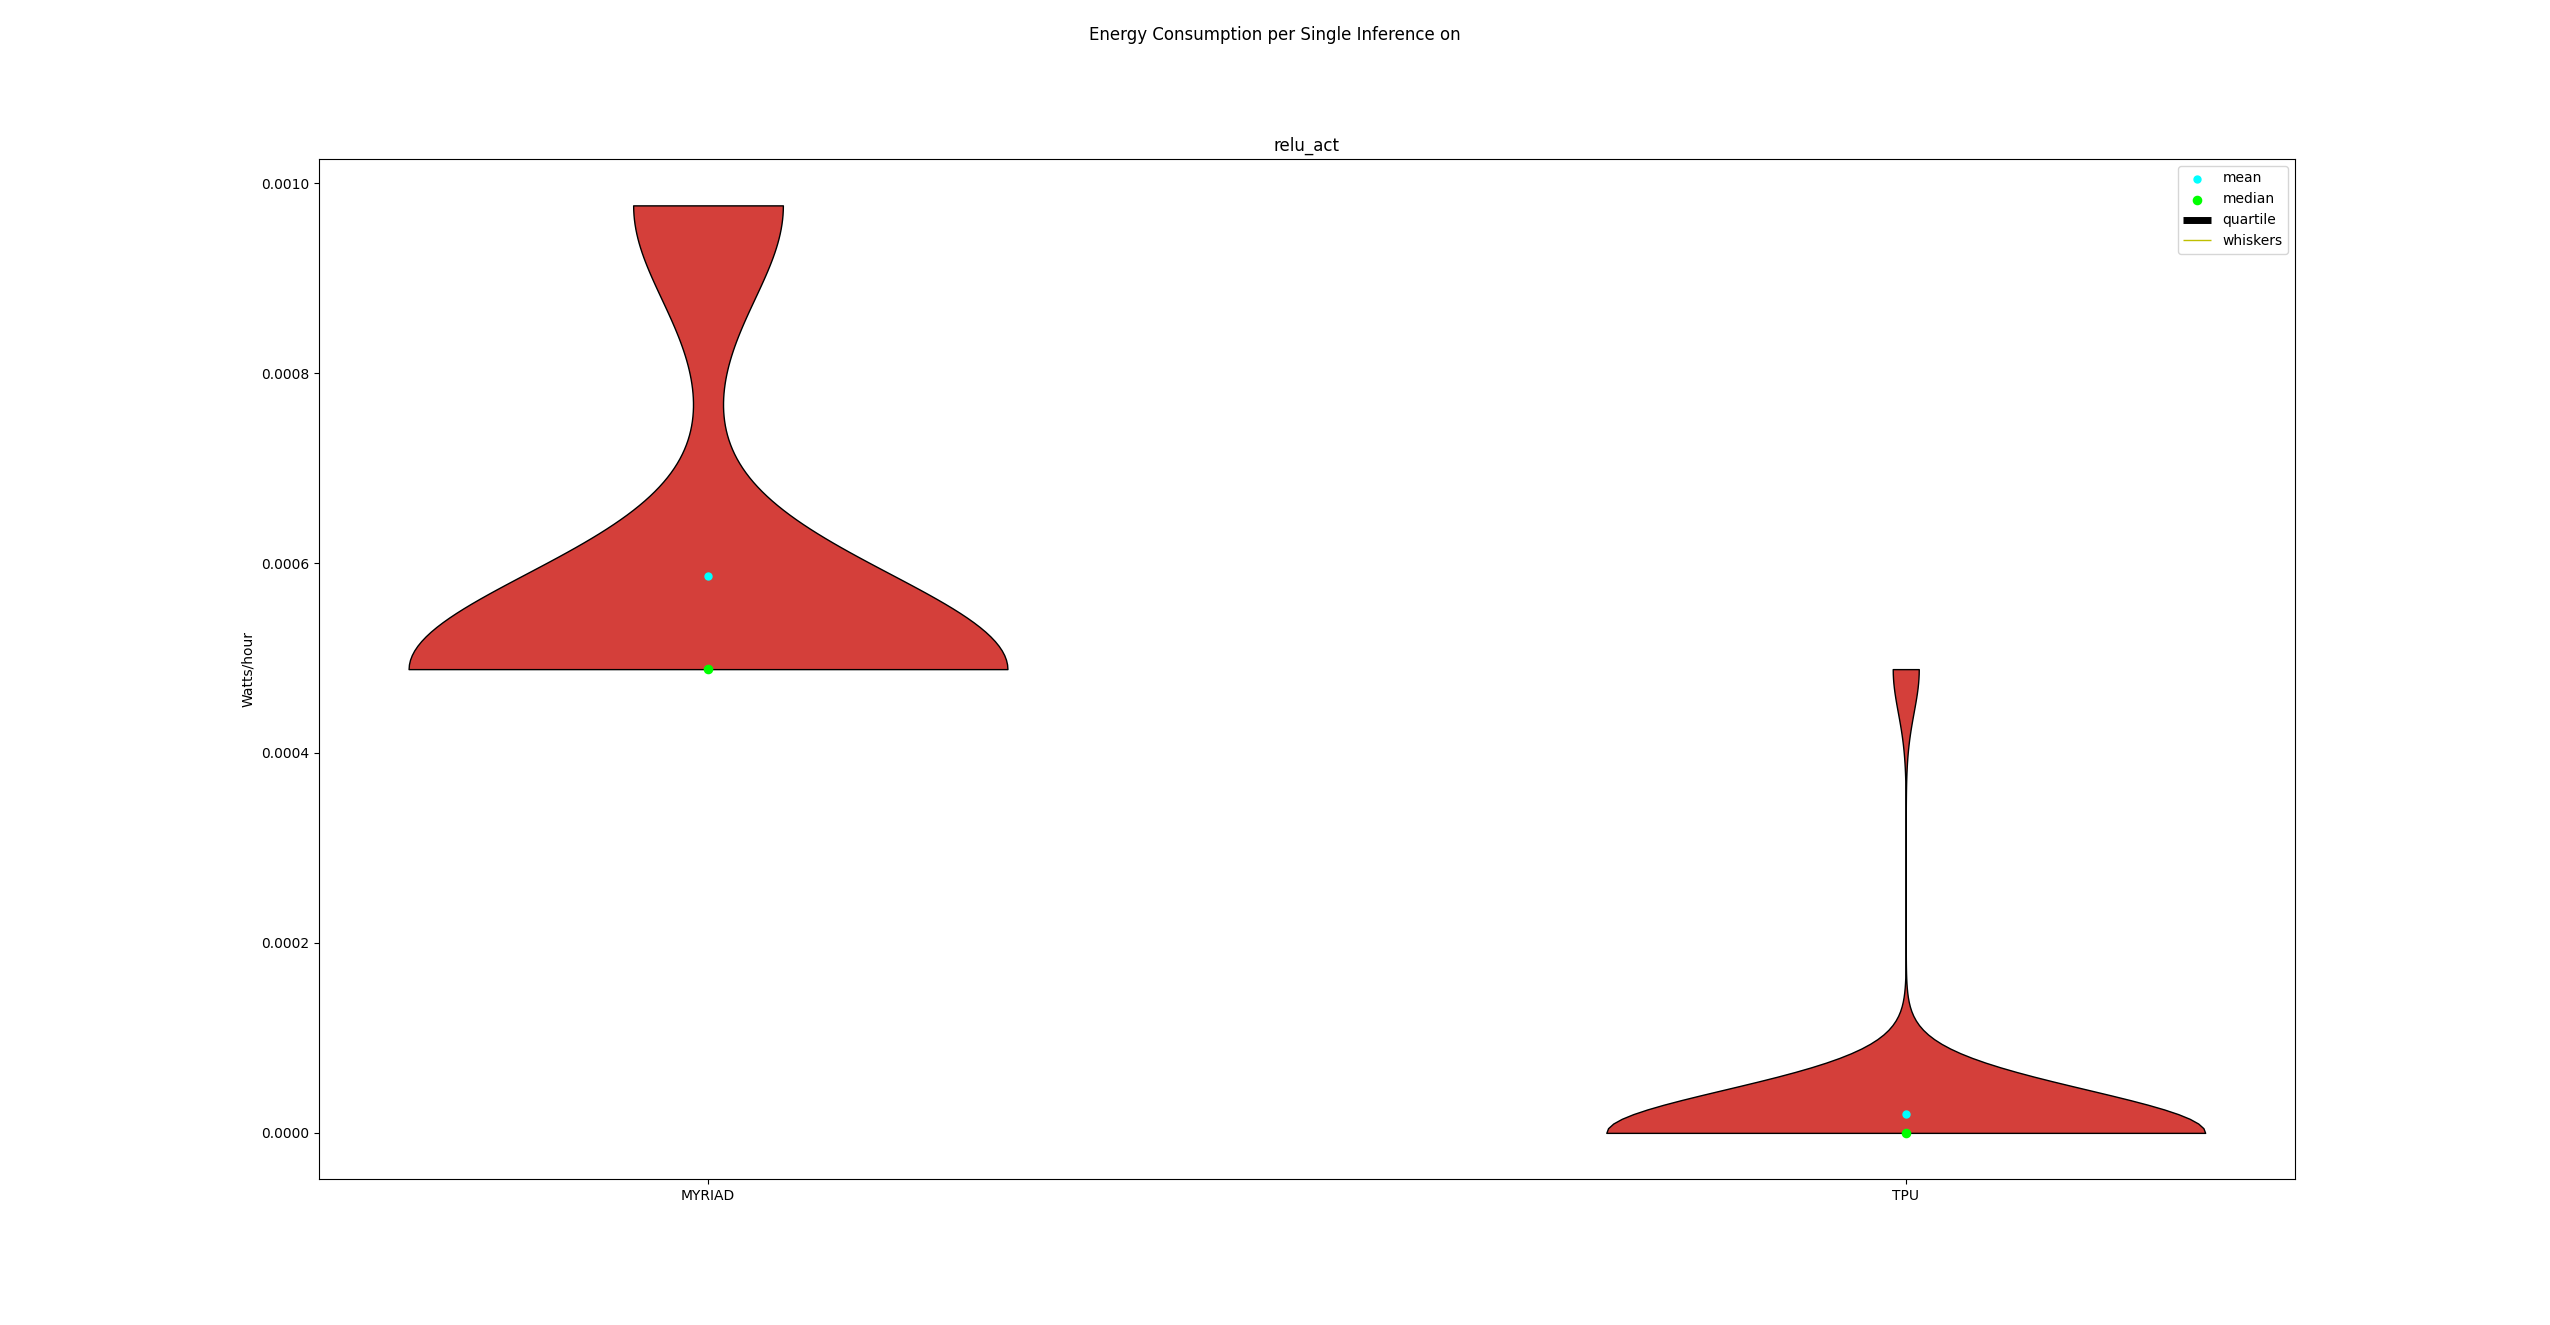 Energy Consumption per Single Inference on
relu_act
mean
median
quartile
whiskers
0.0010
0.0008
0.0006
0.0004
0.0002
0.0000
Watts/hour
MYRIAD
TPU